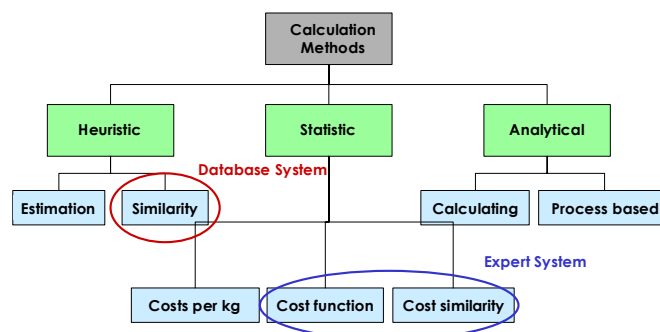 Calculation
Methods
Heuristic
Statistic
Analytical
Database System
Estimation
Similarity
Calculating
Process based
Expert System
Costs per kg
Cost function
Cost similarity